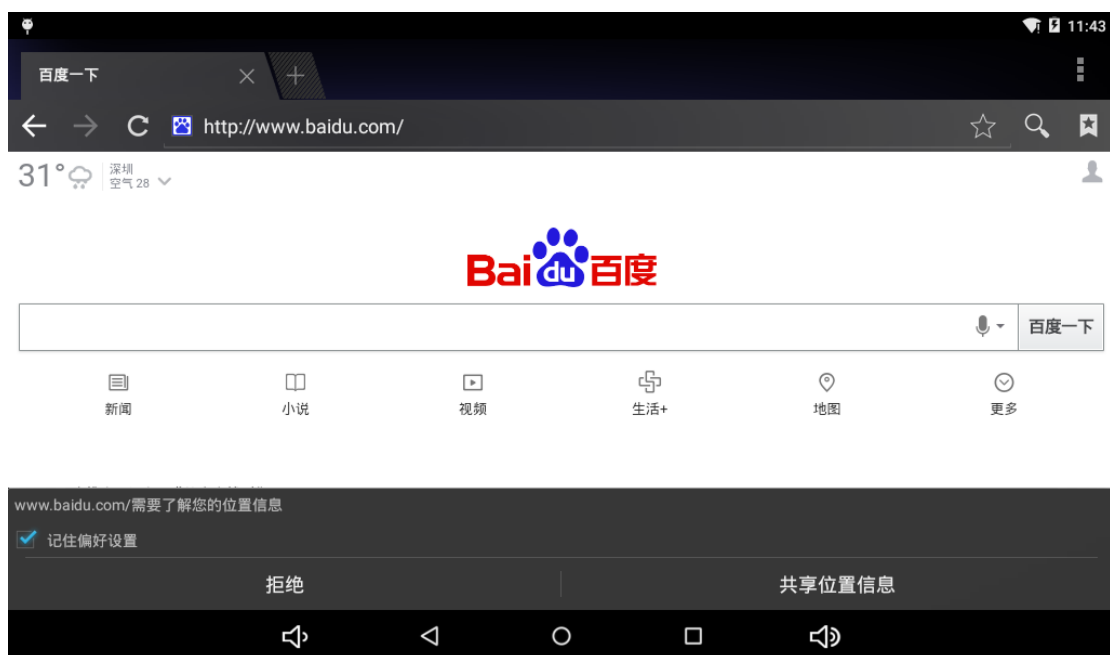 11:43
百度一下
http://www.baidu.com/
31°
深圳
空气 28
Bai du 百度
百度一下
新闻
小说
视频
生活+
地图
更多
www.baidu.com/需要了解您的位置信息
记住偏好设置
拒绝
共享位置信息